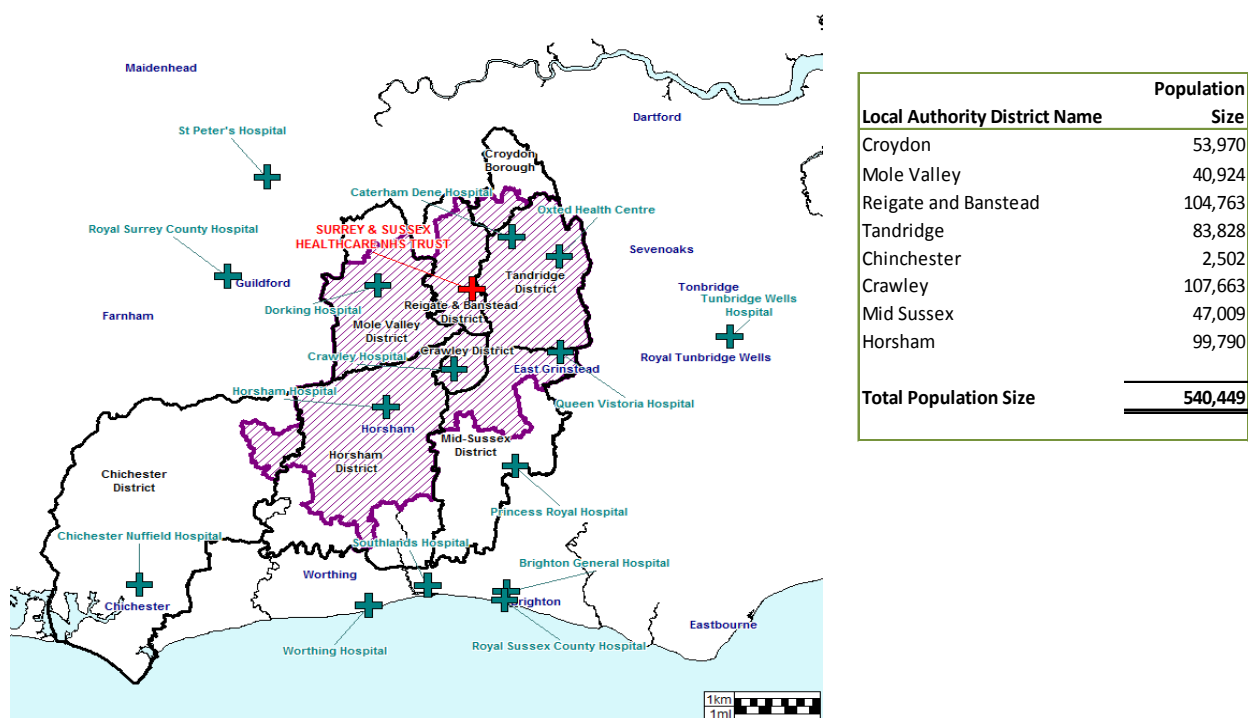 Maidenhead
Dartford
St Peter's Hospital
Croydon
Borough
Caterham Dene Hospital
Oxted Health Centre
SURREY & SUSSEX
HEALTHCARE NHS TRUST
Royal Surrey County Hospital
Sevenoaks
Guildford
Tandridge
District
Tonbridge
Tunbridge Wells
Hospital
Dorking Hospital
Reigate & Banstead
District
Farnham
Mole Valley
District
Crawley Hospital
Crawley District
Royal Tunbridge Wells
East Grinstead
Horsham Hospital
Queen Vistoria Hospital
Horsham
Mid-Sussex
District
Horsham
District
Chichester
District
Princess Royal Hospital
Chichester Nuffield Hospital
Southlands Hospital
Brighton General Hospital
Worthing
Chichester
Brighton
Eastbourne
Worthing Hospital
Royal Sussex County Hospital
1km
1ml
Local Authority District Name Population Size
Croydon 53,970
Mole Valley 40,924
Reigate and Banstead 104,763
Tandridge 83,828
Chinchester 2,502
Crawley 107,663
Mid Sussex 47,009
Horsham 99,790
Total Population Size 540,449